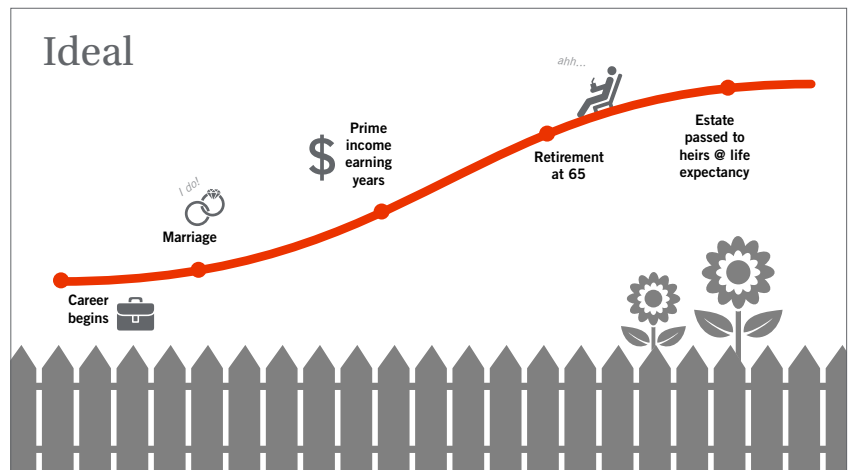 Ideal
ahh...
Prime
income
earning
years
$
Estate
passed to
heirs @ life
expectancy
Retirement
at 65
I do!
Marriage
Career
begins